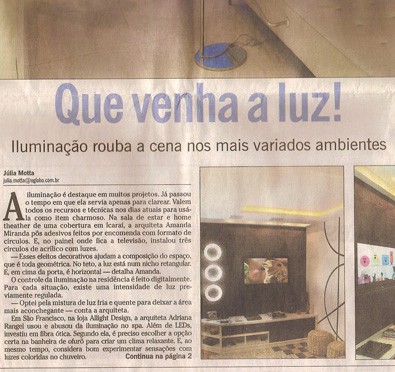 Que venha a luz!
Iluminação rouba a cena nos mais variados ambientes
Júlia Motta
julia.motta@oglobo.com.br
A iluminação é destaque em muitos projetos. Já passou
o tempo em que ela servia apenas para clarear. Valem
todos os recursos e técnicas nos dias atuais para usá-la
como item charmoso. Na sala de estar e home
theather de uma cobertura em Icaraí, a arquiteta Amanda
Miranda pôs adesivos feitos por encomenda com formato de
círculos. E, no painel onde fica a televisão, instalou três
círculos de acrílico com luzes.
— Esses efeitos decorativos ajudam a composição do espaço,
que é toda geométrica. No teto, a luz está num nicho retangular.
E, em cima da porta, é horizontal — detalha Amanda.
O controle da iluminação na residência é feito digitalmente.
Para cada situação, existe uma intensidade de luz pre-
viamente regulada.
— Optei pela mistura de luz fria e quente para deixar a área
mais aconchegante — conta a arquiteta.
Em São Francisco, na loja Allight Design, a arquiteta Adriana
Rangel usou e abusou da iluminação no spa. Além de LEDs,
investiu em fibra ótica. Segundo ela, é preciso escolher a opção
certa na banheira de ofurô para criar um clima relaxante. E, ao
mesmo tempo, considera bom experimentar sensações com
luzes coloridas no chuveiro.
Continua na página 2